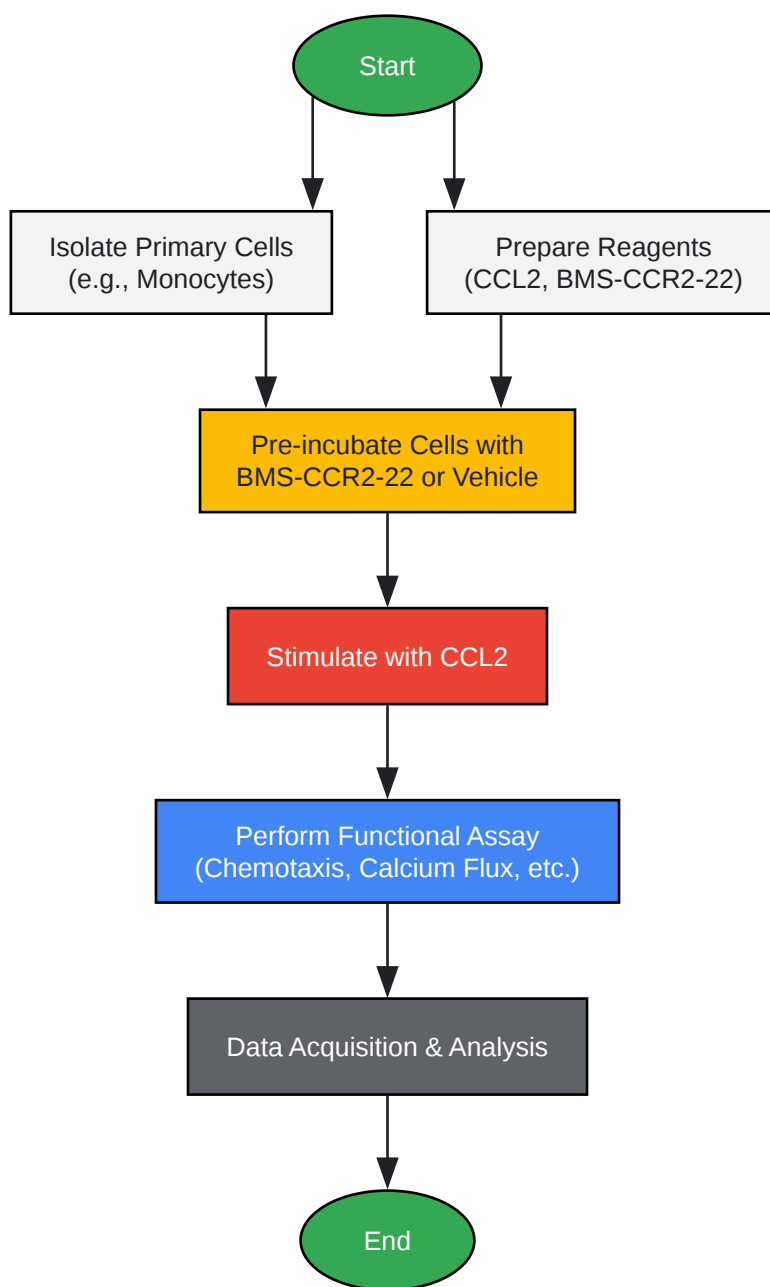 Start
Isolate Primary Cells
(e.g., Monocytes)
Prepare Reagents
(CCL2, BMS-CCR2-22)
Pre-incubate Cells with
BMS-CCR2-22 or Vehicle
Stimulate with CCL2
Perform Functional Assay
(Chemotaxis, Calcium Flux, etc.)
Data Acquisition & Analysis
End